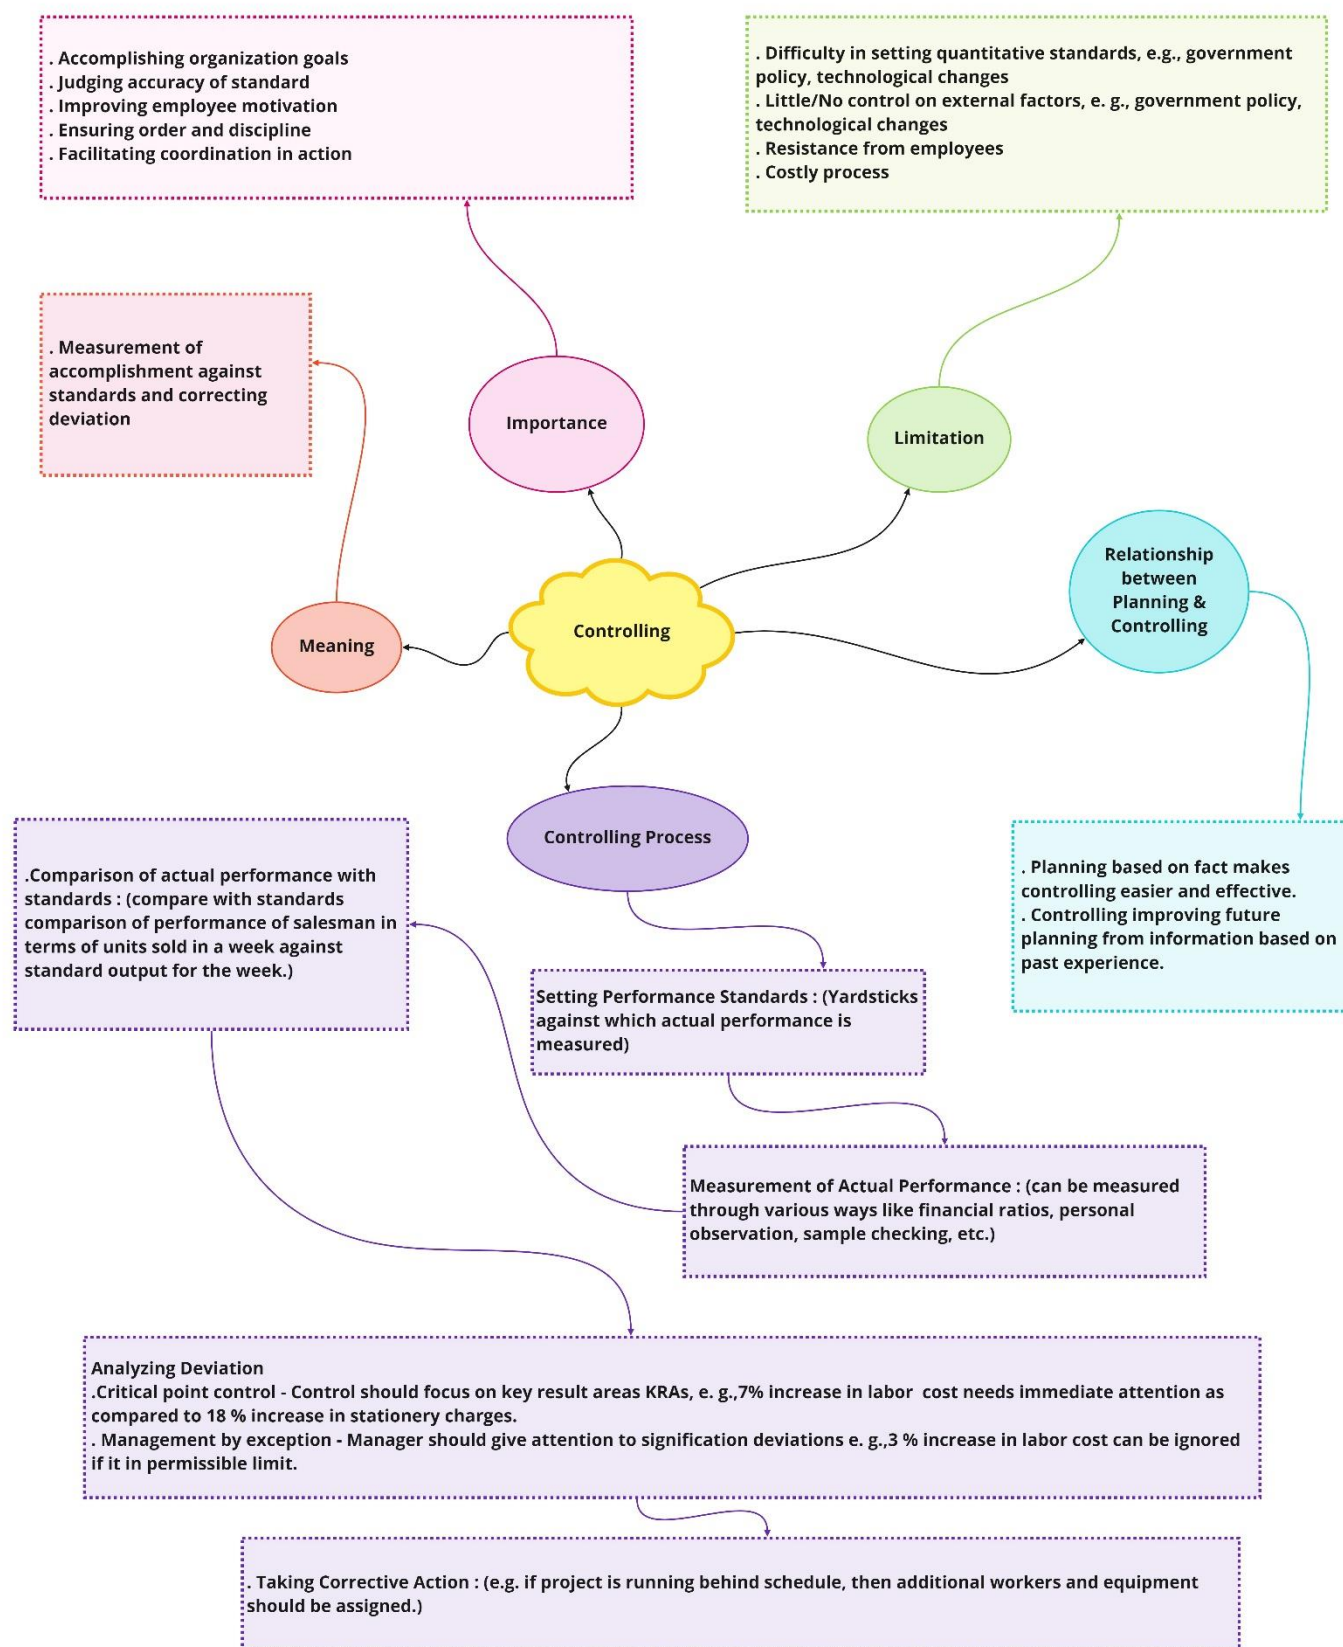 . Accomplishing organization goals
. Judging accuracy of standard
. Improving employee motivation
. Ensuring order and discipline
. Facilitating coordination in action
. Difficulty in setting quantitative standards, e.g., government
policy, technological changes
. Little/No control on external factors, e. g., government policy,
technological changes
. Resistance from employees
. Costly process
. Measurement of
accomplishment against
standards and correcting
deviation
Importance
Limitation
Relationship
between
Planning &
Controlling
Controlling
Meaning
Controlling Process
.Comparison of actual performance with
standards : (compare with standards
comparison of performance of salesman in
terms of units sold in a week against
standard output for the week.)
. Planning based on fact makes
controlling easier and effective.
. Controlling improving future
planning from information based on
past experience.
Setting Performance Standards : (Yardsticks
against which actual performance is
measured)
Measurement of Actual Performance : (can be measured
through various ways like financial ratios, personal
observation, sample checking, etc.)
Analyzing Deviation
.Critical point control - Control should focus on key result areas KRAs, e. g.,7% increase in labor cost needs immediate attention as
compared to 18 % increase in stationery charges.
. Management by exception - Manager should give attention to signification deviations e. g.,3 % increase in labor cost can be ignored
if it in permissible limit.
. Taking Corrective Action : (e.g. if project is running behind schedule, then additional workers and equipment
should be assigned.)